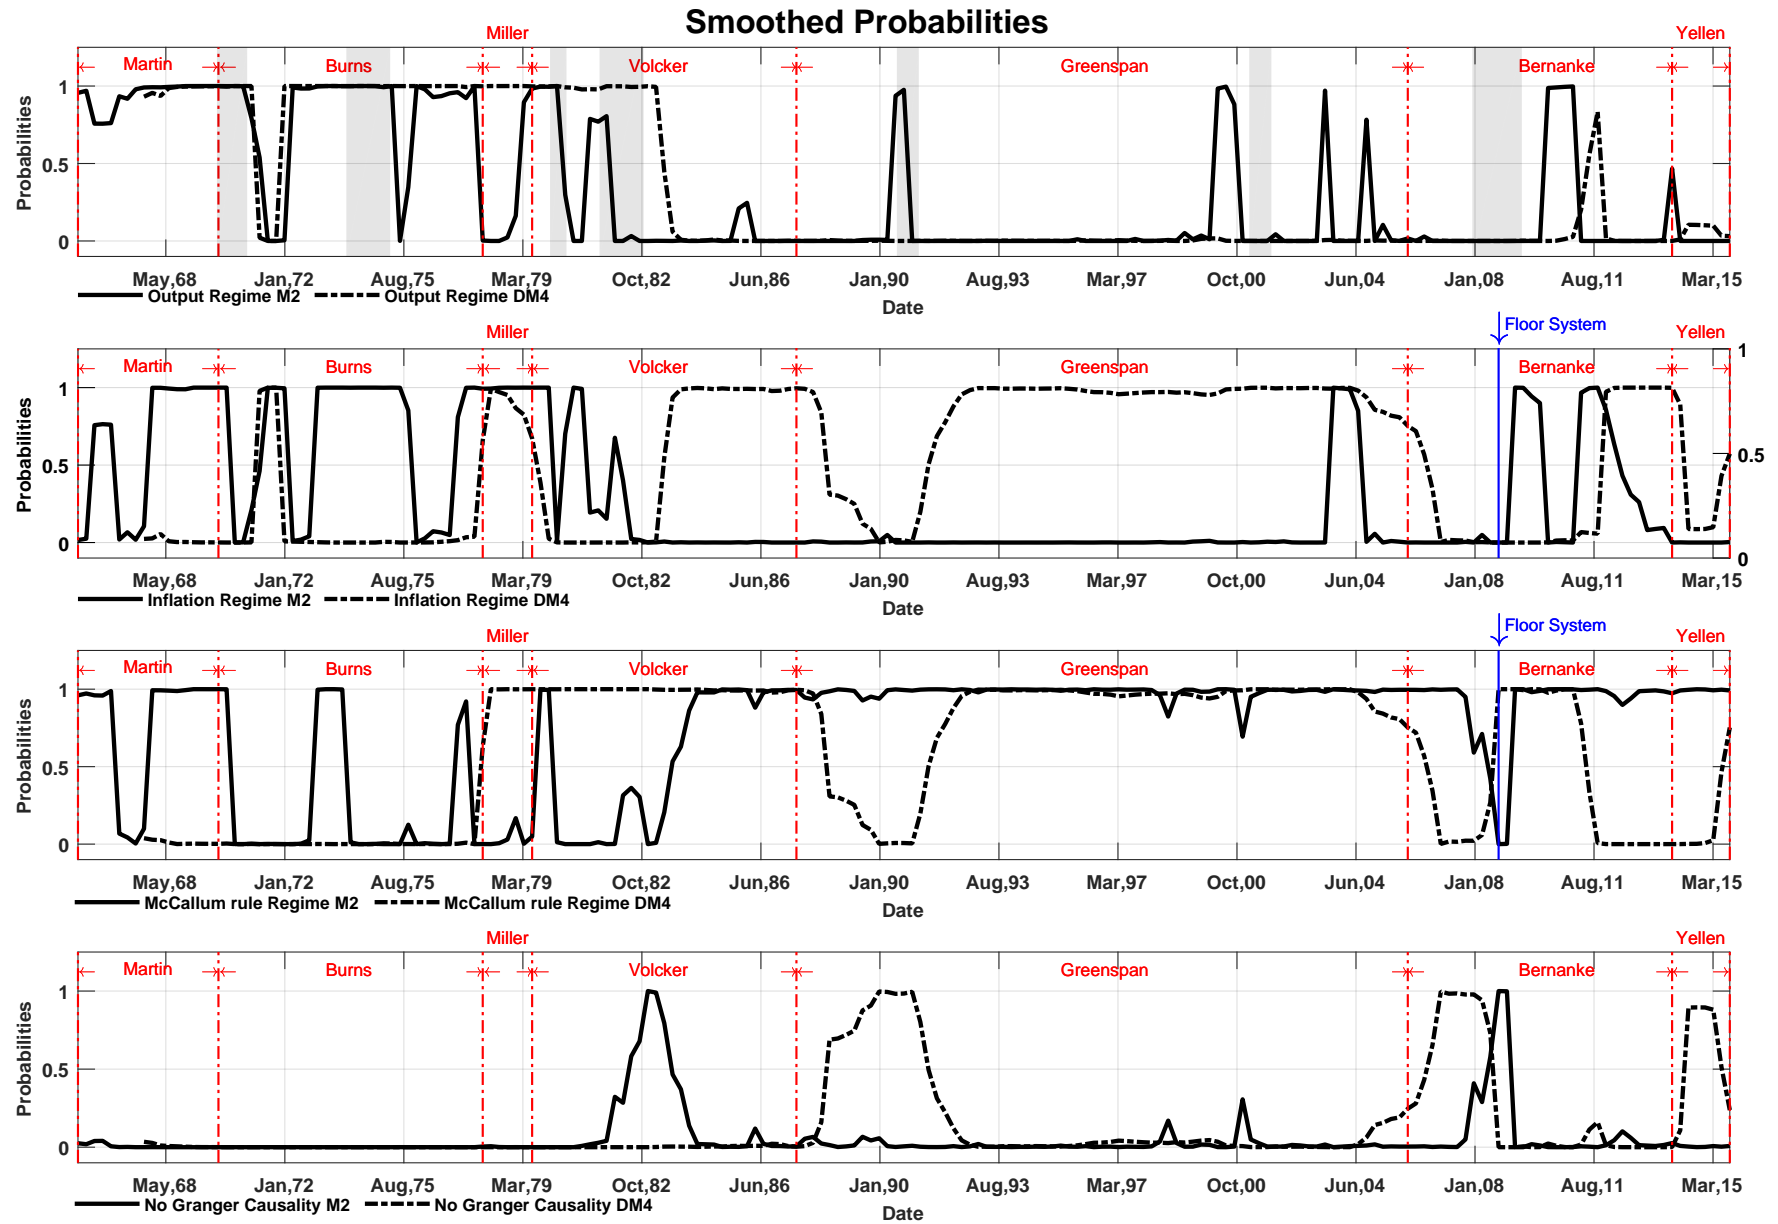 Smoothed Probabilities
Miller Yellen
Martin Burns Volcker Greenspan Bernanke
Probabilities
1
0.5
0
May,68 Jan,72 Aug,75 Mar,79 Oct,82 Jun,86 Jan,90 Aug,93 Mar,97 Oct,00 Jun,04 Jan,08 Aug,11 Mar,15
Output Regime M2 Output Regime DM4
Date
Floor System
Miller Yellen
Martin Burns Volcker Greenspan Bernanke
Probabilities
1 1
0.5 0.5
0 0
May,68 Jan,72 Aug,75 Mar,79 Oct,82 Jun,86 Jan,90 Aug,93 Mar,97 Oct,00 Jun,04 Jan,08 Aug,11 Mar,15
Inflation Regime M2 Inflation Regime DM4
Date
Floor System
Miller Yellen
Martin Burns Volcker Greenspan Bernanke
Probabilities
1
0.5
0
May,68 Jan,72 Aug,75 Mar,79 Oct,82 Jun,86 Jan,90 Aug,93 Mar,97 Oct,00 Jun,04 Jan,08 Aug,11 Mar,15
McCallum rule Regime M2 McCallum rule Regime DM4
Date
Miller Yellen
Martin Burns Volcker Greenspan Bernanke
Probabilities
1
0.5
0
May,68 Jan,72 Aug,75 Mar,79 Oct,82 Jun,86 Jan,90 Aug,93 Mar,97 Oct,00 Jun,04 Jan,08 Aug,11 Mar,15
No Granger Causality M2 No Granger Causality DM4
Date